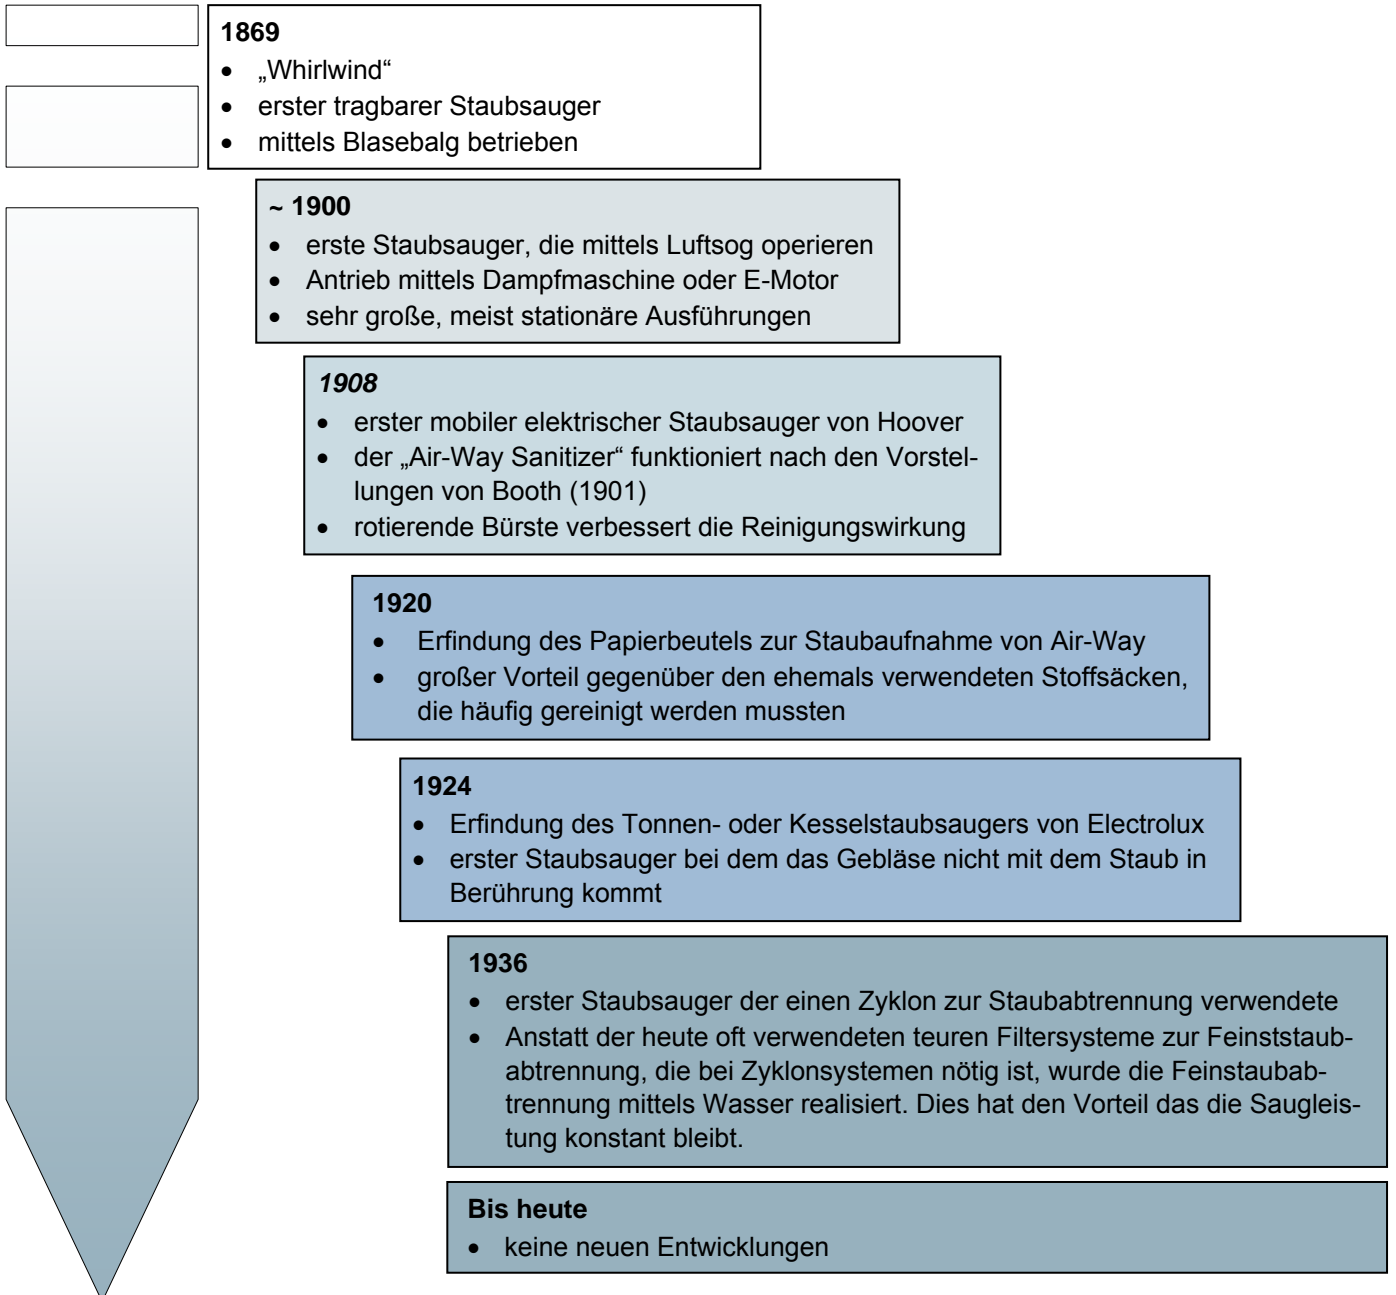 1869
• „Whirlwind“
• erster tragbarer Staubsauger
• mittels Blasebalg betrieben
~ 1900
• erste Staubsauger, die mittels Luftsog operieren
• Antrieb mittels Dampfmaschine oder E-Motor
• sehr große, meist stationäre Ausführungen
1908
• erster mobiler elektrischer Staubsauger von Hoover
• der „Air-Way Sanitizer“ funktioniert nach den Vorstel-
lungen von Booth (1901)
• rotierende Bürste verbessert die Reinigungswirkung
1920
• Erfindung des Papierbeutels zur Staubaufnahme von Air-Way
• großer Vorteil gegenüber den ehemals verwendeten Stoffsäcken,
die häufig gereinigt werden mussten
1924
• Erfindung des Tonnen- oder Kesselstaubsaugers von Electrolux
• erster Staubsauger bei dem das Gebläse nicht mit dem Staub in
Berührung kommt
1936
• erster Staubsauger der einen Zyklon zur Staubabtrennung verwendete
• Anstatt der heute oft verwendeten teuren Filtersysteme zur Feinststaub-
abtrennung, die bei Zyklonsystemen nötig ist, wurde die Feinstaubab-
trennung mittels Wasser realisiert. Dies hat den Vorteil das die Saugleis-
tung konstant bleibt.
Bis heute
• keine neuen Entwicklungen